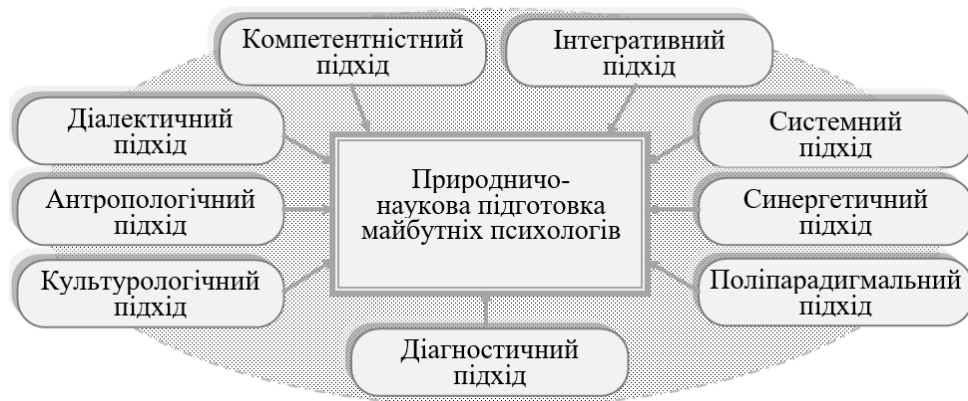 Компетентністний
підхід
Інтегративний
підхід
Діалектичний
підхід
Системний
підхід
Природничо-
наукова підготовка
майбутніх психологів
Антропологічний
підхід
Синергетичний
підхід
Культурологічний
підхід
Поліпарадигмальний
підхід
Діагностичний
підхід